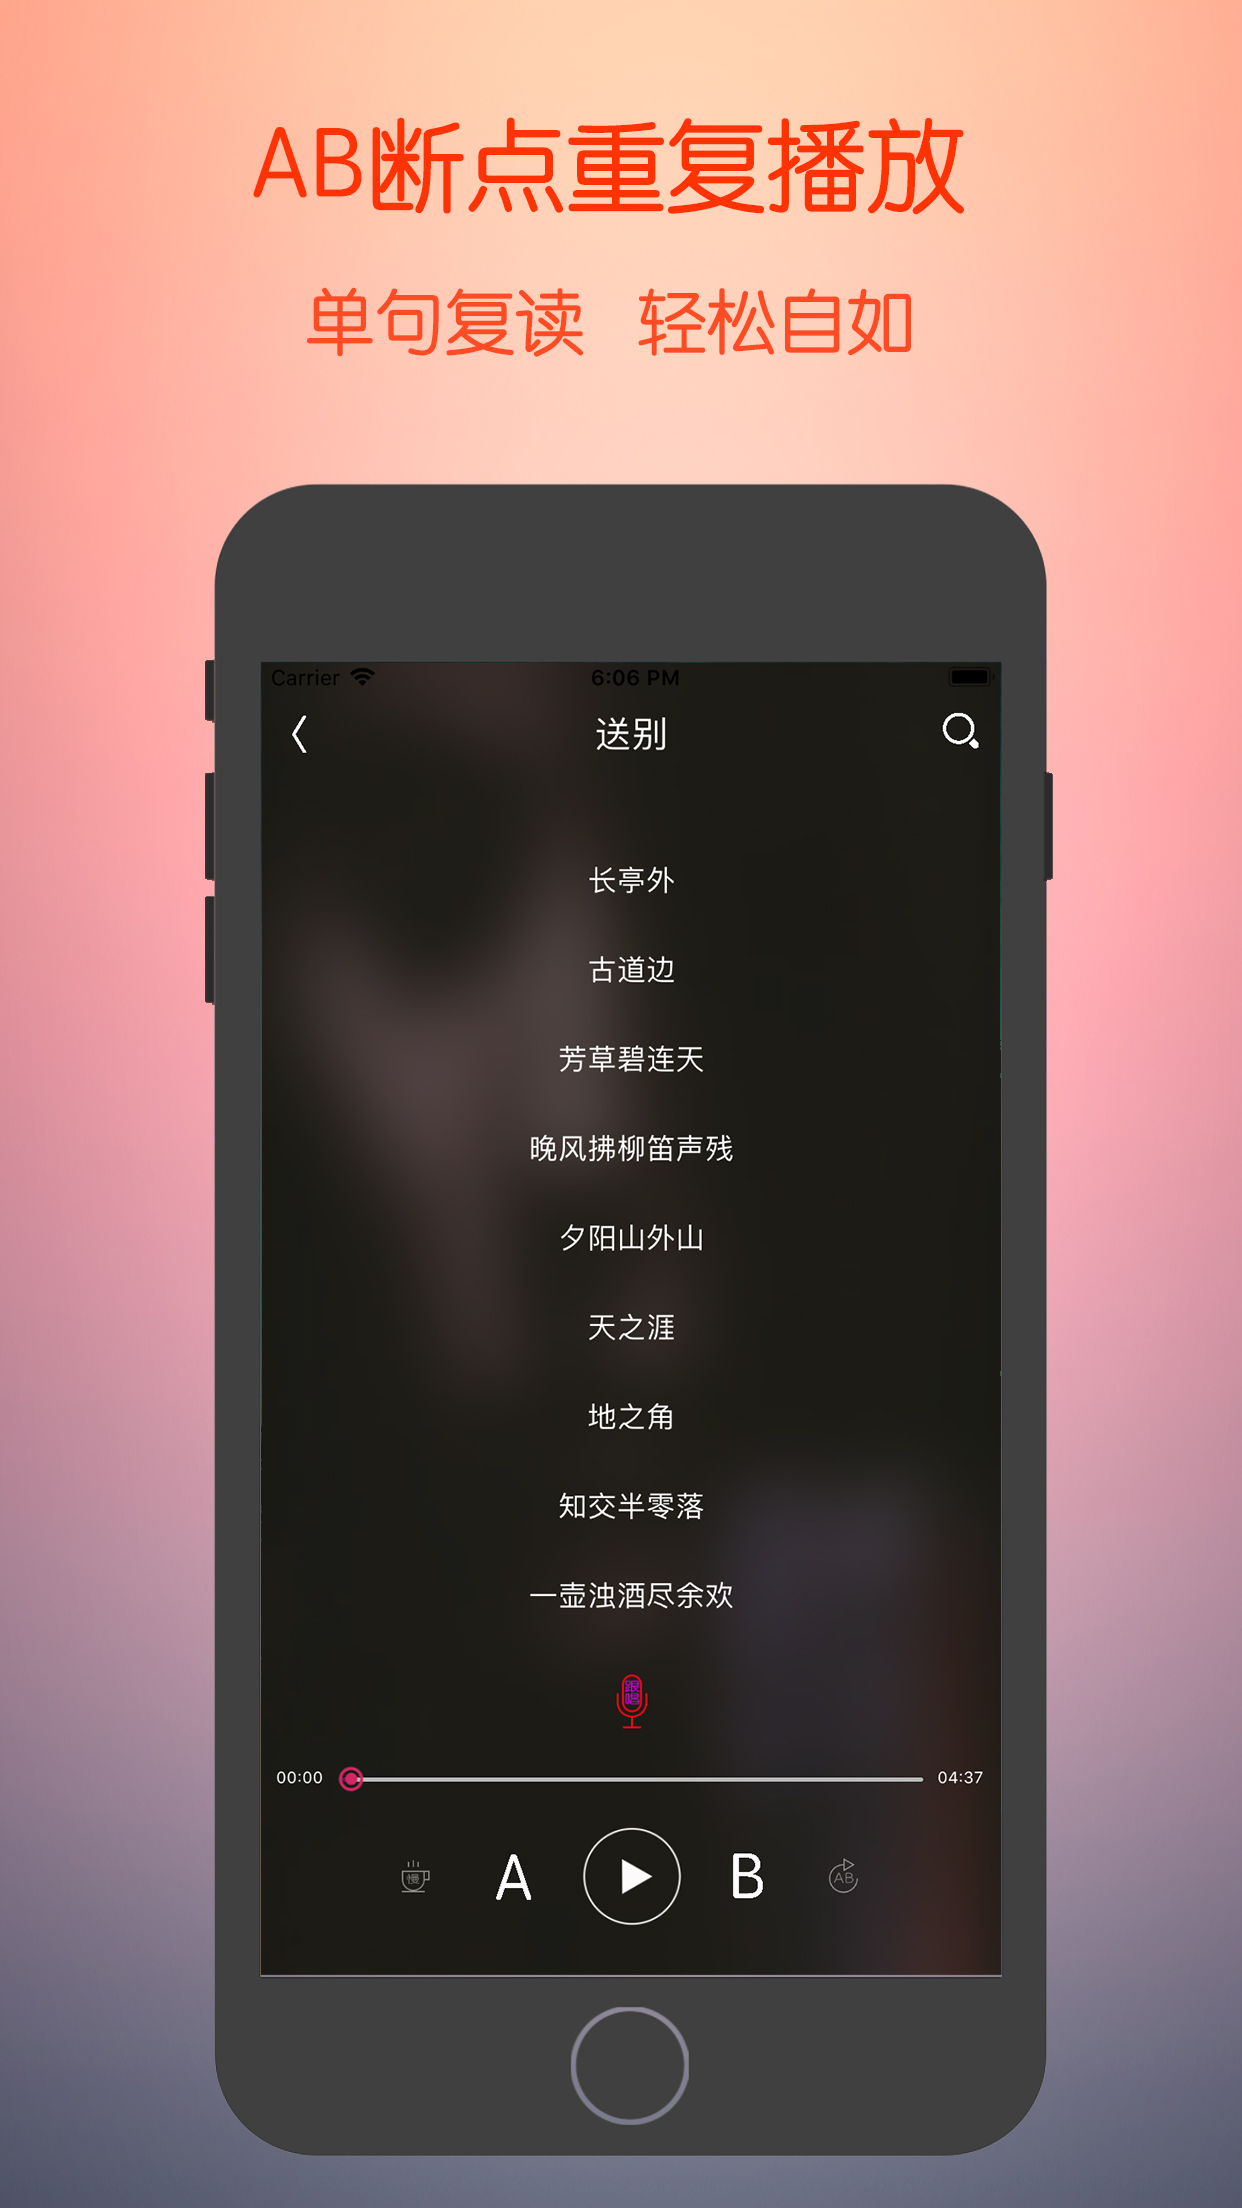 AB断点重复播放
单句复读 轻松自如
Carrier 6:06 PM
送别
长亭外
古道边
芳草碧连天
晚风拂柳笛声残
夕阳山外山
天之涯
地之角
知交半零落
一壶浊酒尽余欢
跟唱
00:00 04:37
慢 A B AB